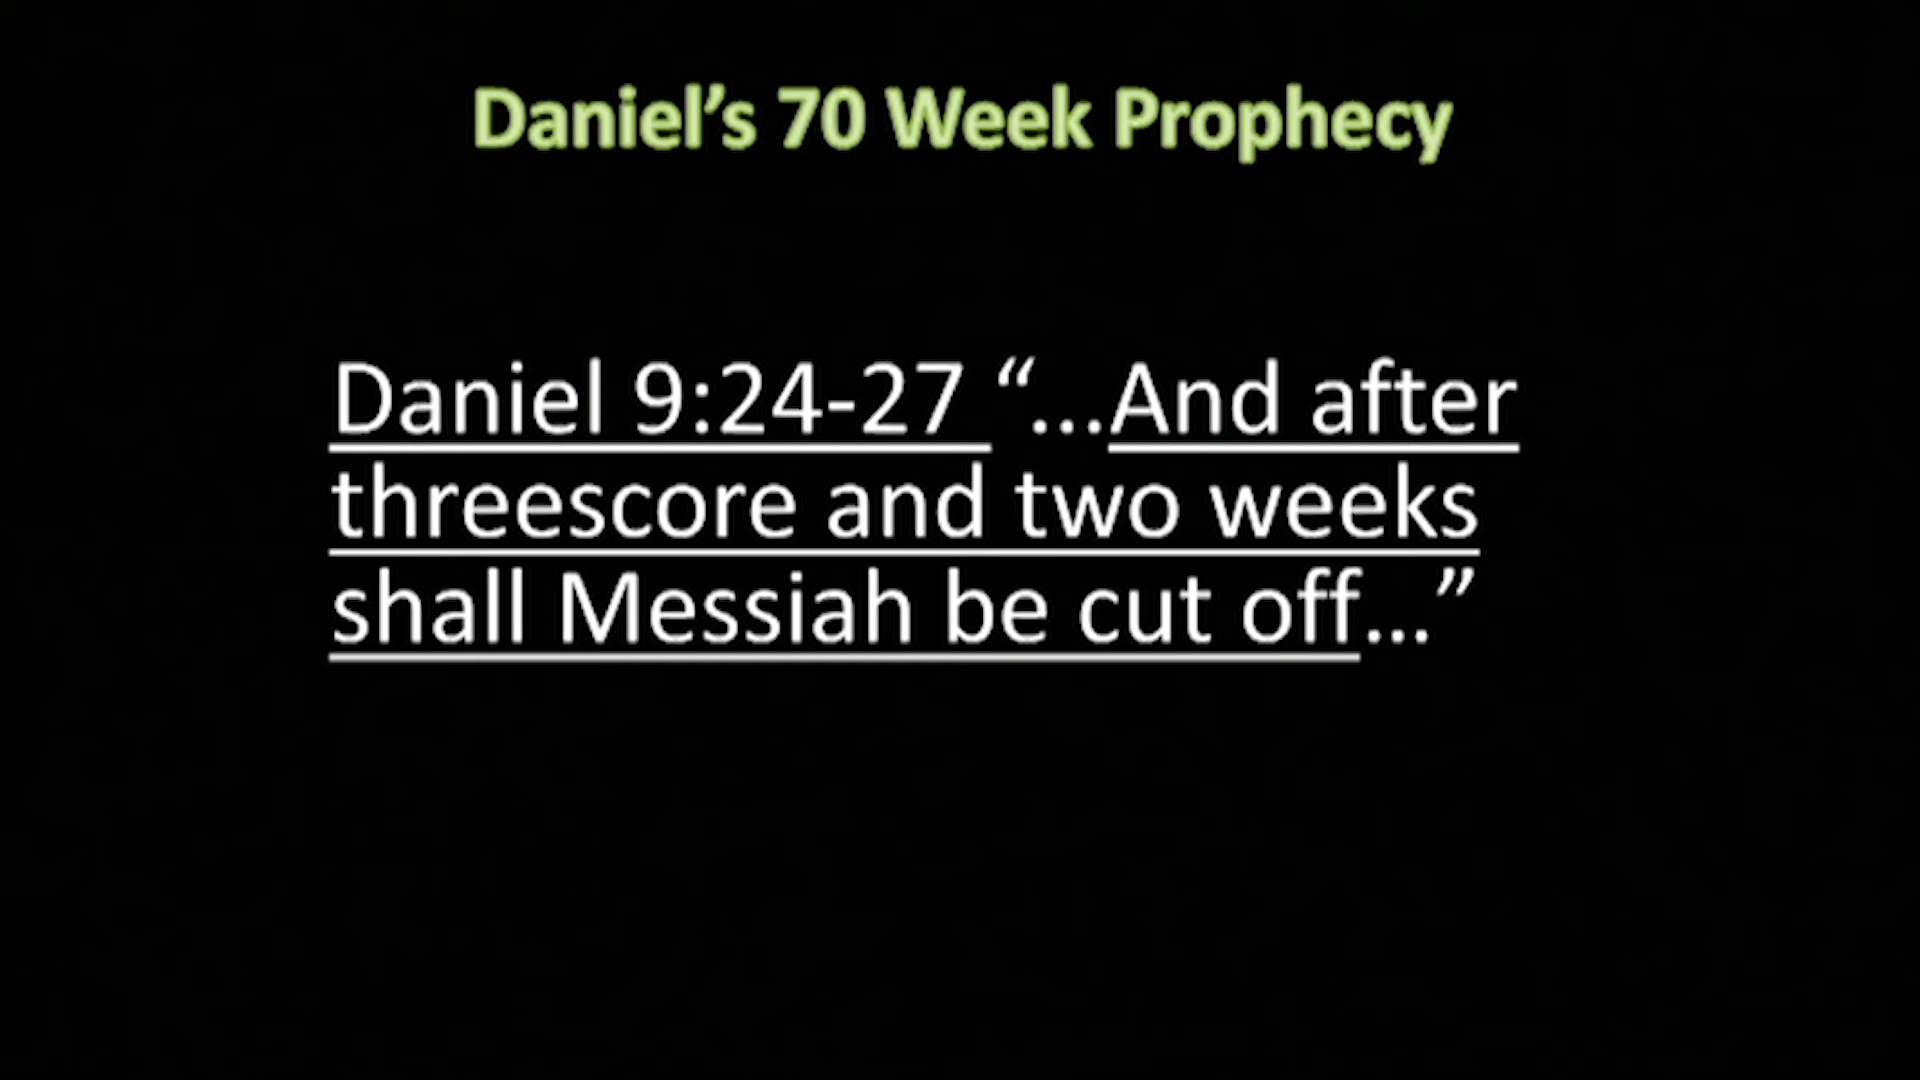 Daniel’s 70 Week Prophecy
Daniel 9:24-27 “...And after
threescore and two weeks
shall Messiah be cut off...”